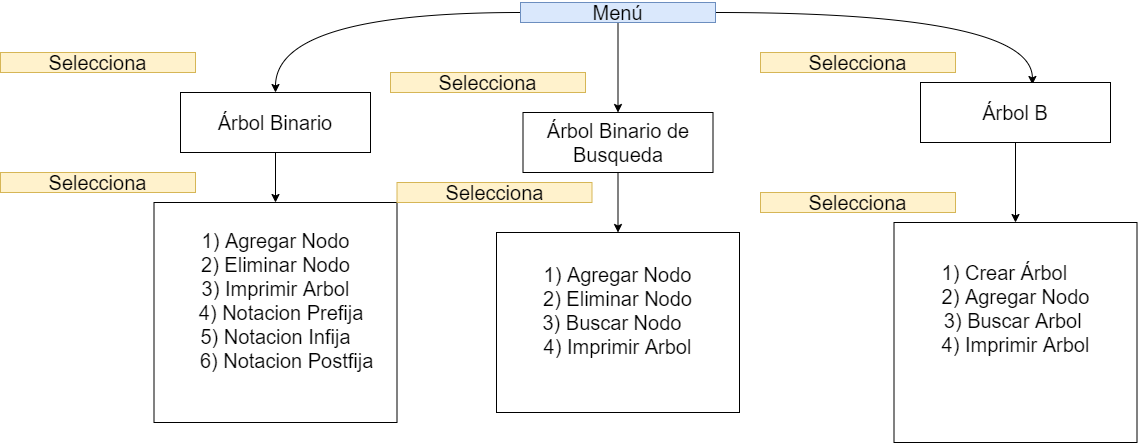 Menú
Selecciona
Árbol Binario
Selecciona
1) Agregar Nodo
2) Eliminar Nodo
3) Imprimir Arbol
4) Notacion Prefija
5) Notacion Infija
6) Notacion Postfija
Selecciona
Árbol Binario de
Busqueda
Selecciona
1) Agregar Nodo
2) Eliminar Nodo
3) Buscar Nodo
4) Imprimir Arbol
Selecciona
Árbol B
Selecciona
1) Crear Árbol
2) Agregar Nodo
3) Buscar Arbol
4) Imprimir Arbol